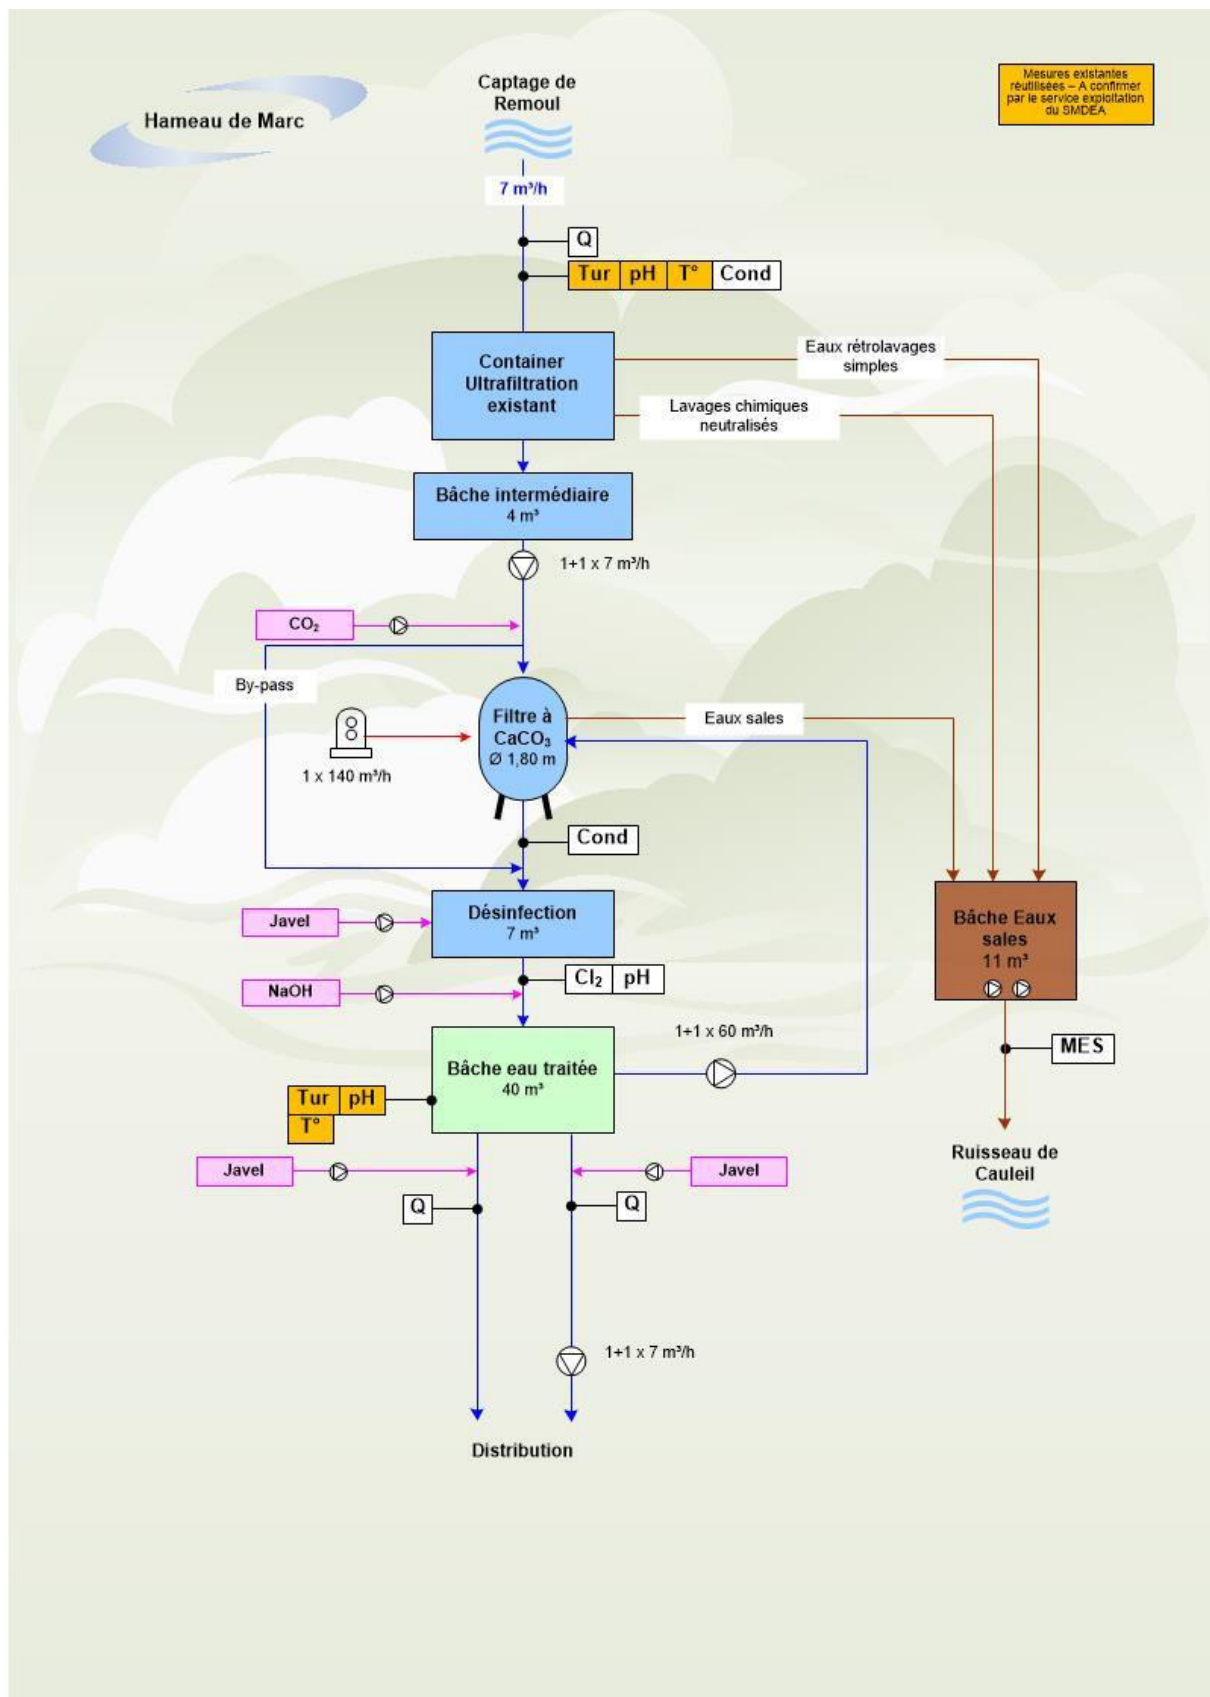 Captage de
Remoul
Mesures existantes
réutilisées – A confirmer
par le service exploitation
du SMDEA
Hameau de Marc
7 m³/h
Q
Tur pH T° Cond
Container
Ultrafiltration
existant
Eaux rétrolavages
simples
Lavages chimiques
neutralisés
Bâche intermédiaire
4 m³
1+1 x 7 m³/h
CO₂
By-pass
Filtre à
CaCO₃
Ø 1,80 m
Eaux sales
1 x 140 m³/h
Cond
Javel
Désinfection
7 m³
Bâche Eaux
sales
11 m³
Cl₂ pH
NaOH
1+1 x 60 m³/h
MES
Bâche eau traitée
40 m³
Tur pH
T°
Javel
Javel
Ruisseau de
Cauleil
Q
Q
1+1 x 7 m³/h
Distribution